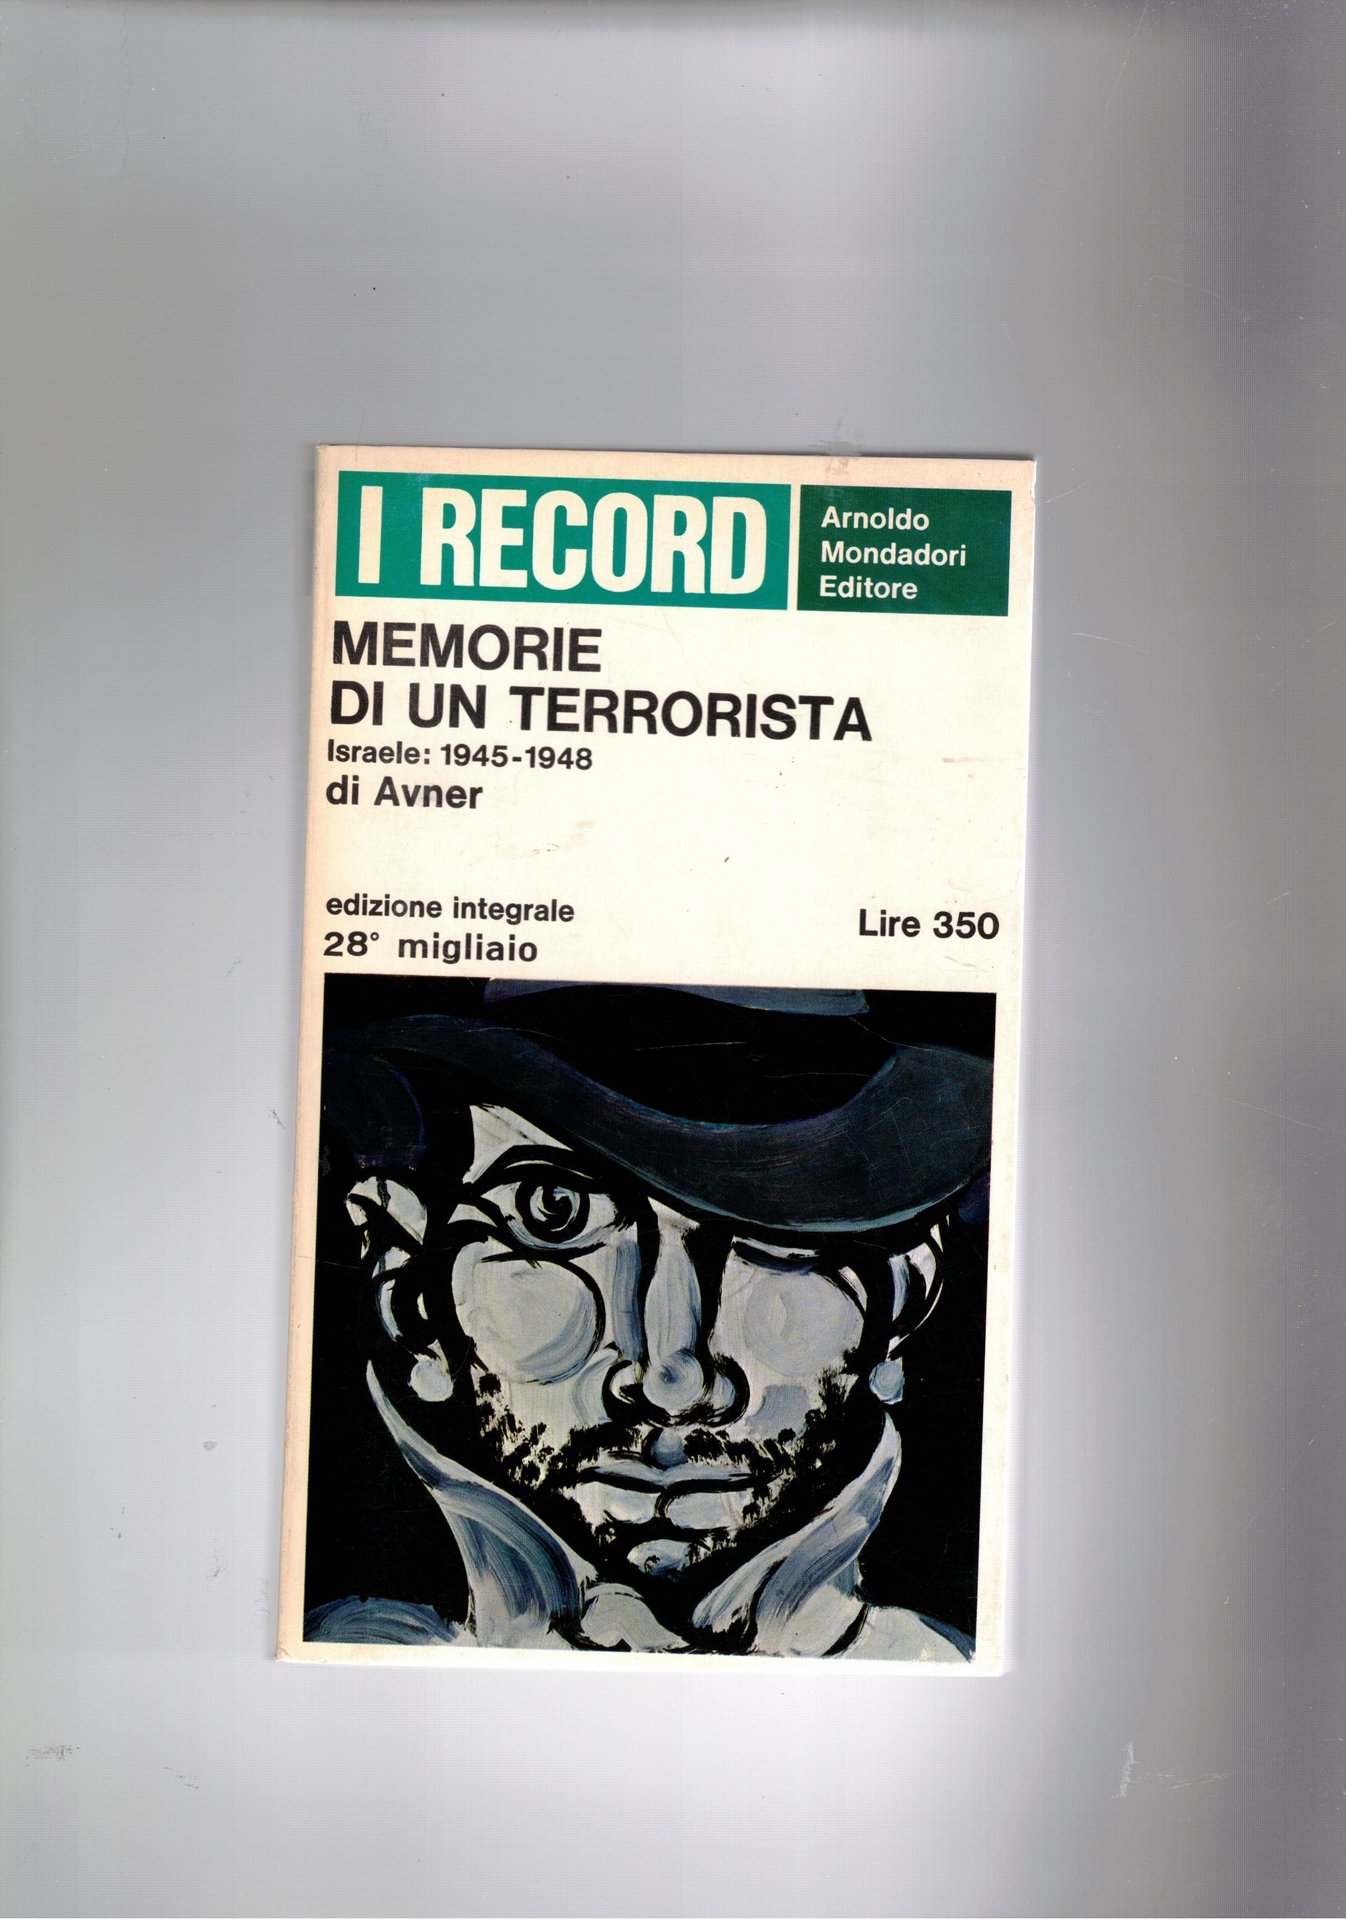 I RECORD
Arnoldo
Mondadori
Editore
MEMORIE
DI UN TERRORISTA
Israele: 1945-1948
di Avner
edizione integrale
28° migliaio
Lire 350